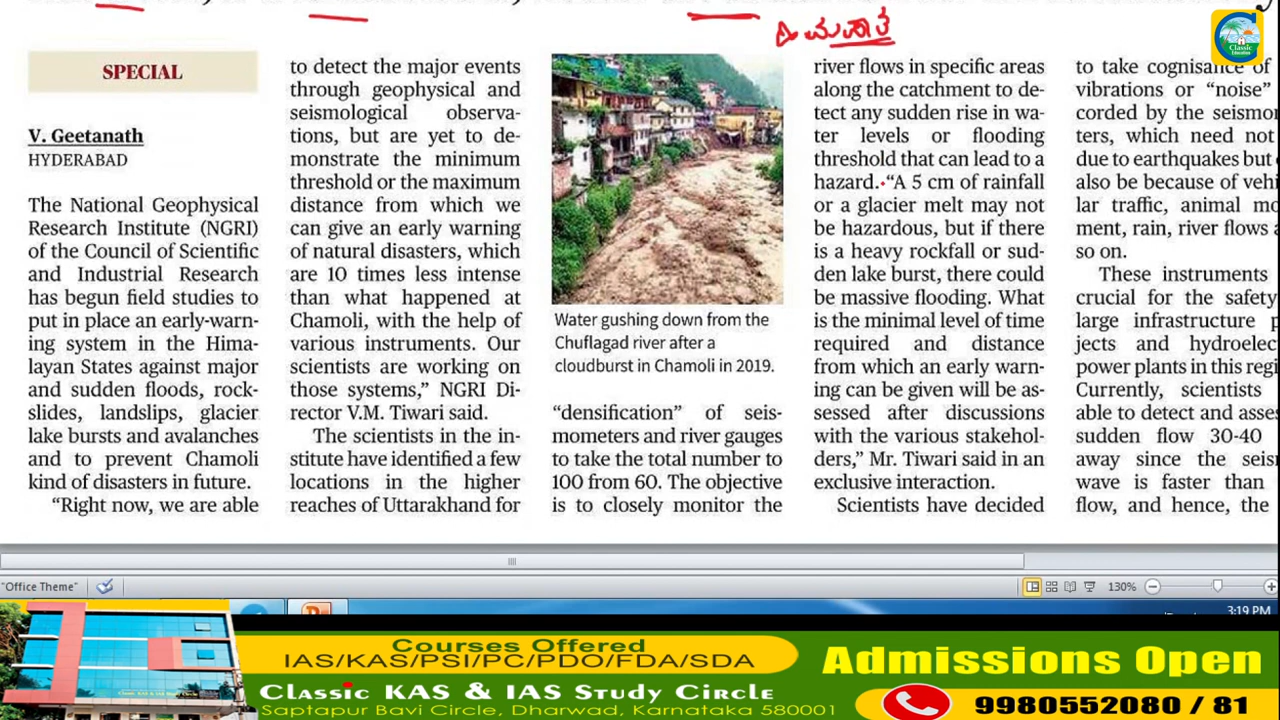 ಹಿಮಪಾತ
Classic
Education
SPECIAL
V. Geetanath
HYDERABAD
The National Geophysical
Research Institute (NGRI)
of the Council of Scientific
and Industrial Research
has begun field studies to
put in place an early-warn-
ing system in the Hima-
layan States against major
and sudden floods, rock-
slides, landslips, glacier
lake bursts and avalanches
and to prevent Chamoli
kind of disasters in future.
“Right now, we are able
to detect the major events
through geophysical and
seismological observa-
tions, but are yet to de-
monstrate the minimum
threshold or the maximum
distance from which we
can give an early warning
of natural disasters, which
are 10 times less intense
than what happened at
Chamoli, with the help of
various instruments. Our
scientists are working on
those systems,” NGRI Di-
rector V.M. Tiwari said.
The scientists in the in-
stitute have identified a few
locations in the higher
reaches of Uttarakhand for
Water gushing down from the
Chuflagad river after a
cloudburst in Chamoli in 2019.
“densification” of seis-
mometers and river gauges
to take the total number to
100 from 60. The objective
is to closely monitor the
river flows in specific areas
along the catchment to de-
tect any sudden rise in wa-
ter levels or flooding
threshold that can lead to a
hazard. “A 5 cm of rainfall
or a glacier melt may not
be hazardous, but if there
is a heavy rockfall or sud-
den lake burst, there could
be massive flooding. What
is the minimal level of time
required and distance
from which an early warn-
ing can be given will be as-
sessed after discussions
with the various stakehol-
ders,” Mr. Tiwari said in an
exclusive interaction.
Scientists have decided
to take cognisance of
vibrations or “noise”
corded by the seismo
ters, which need not
due to earthquakes but
also be because of vehi
lar traffic, animal mo
ment, rain, river flows
so on.
These instruments
crucial for the safety
large infrastructure p
jects and hydroelec
power plants in this regi
Currently, scientists
able to detect and asse
sudden flow 30-40
away since the seis
wave is faster than
flow, and hence, the
"Office Theme"
130%
3:19 PM
Courses Offered
IAS/KAS/PSI/PC/PDO/FDA/SDA
Classic KAS & IAS Study Circle
Saptapur Bavi Circle, Dharwad, Karnataka 580001
Admissions Open
9980552080 / 81